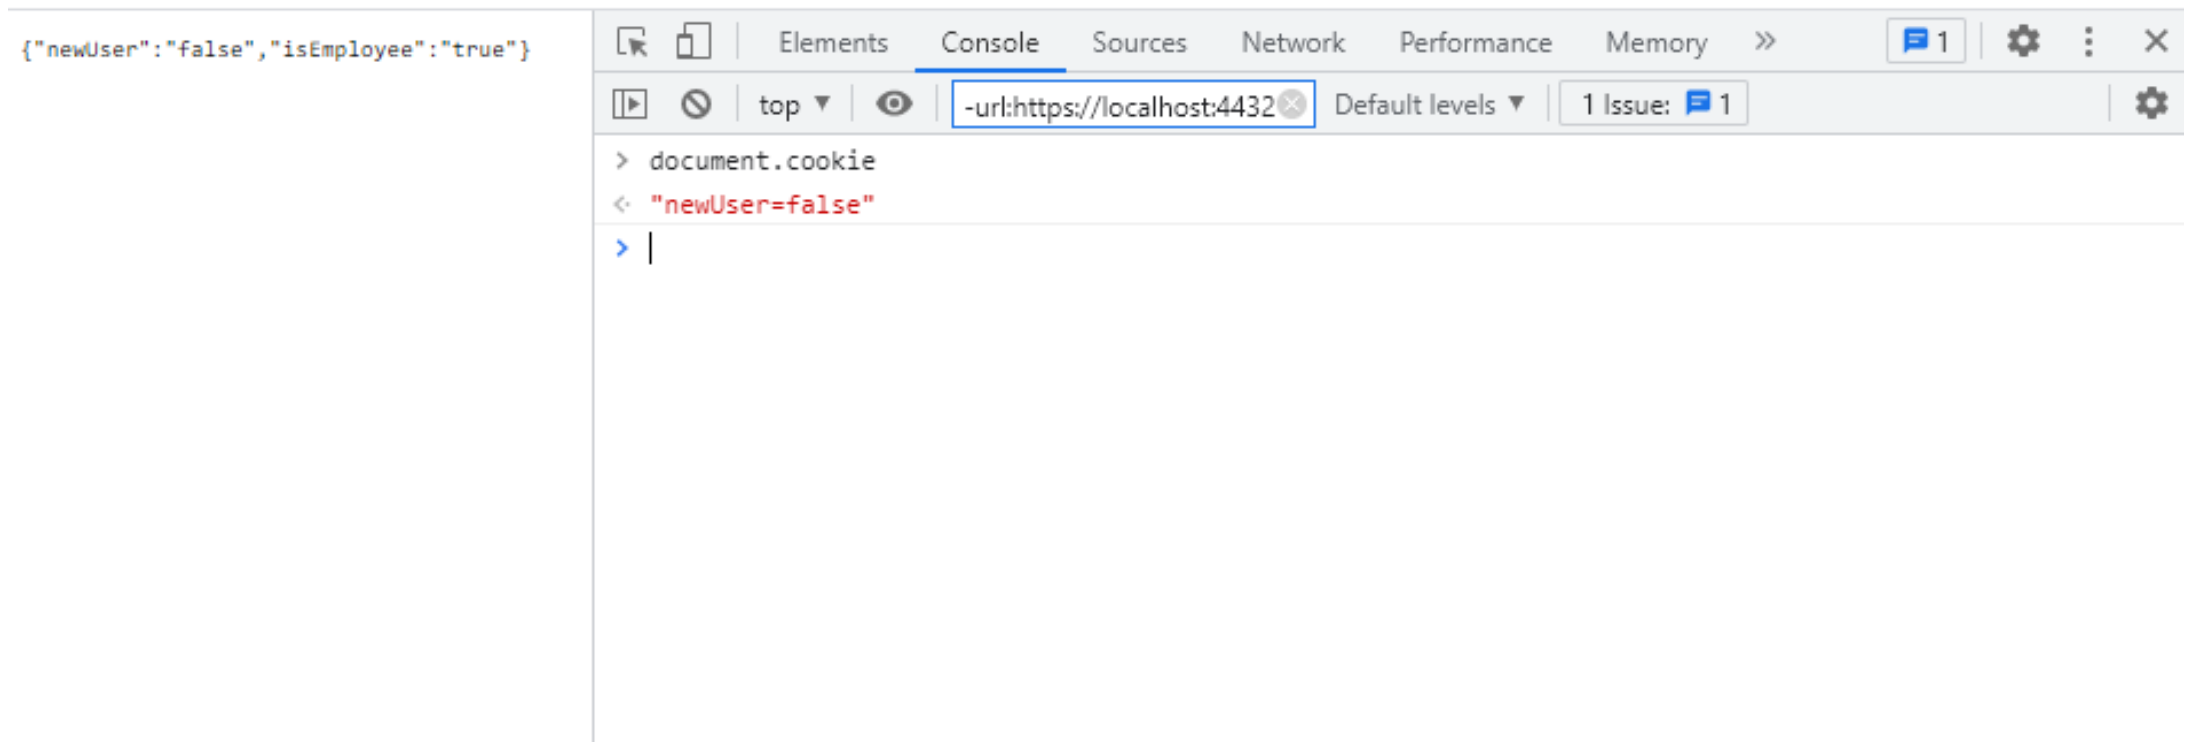 {"newUser":"false","isEmployee":"true"}
Elements Console Sources Network Performance Memory 1
top -url:https://localhost:4432 Default levels 1 Issue: 1
> document.cookie
"newUser=false"
>